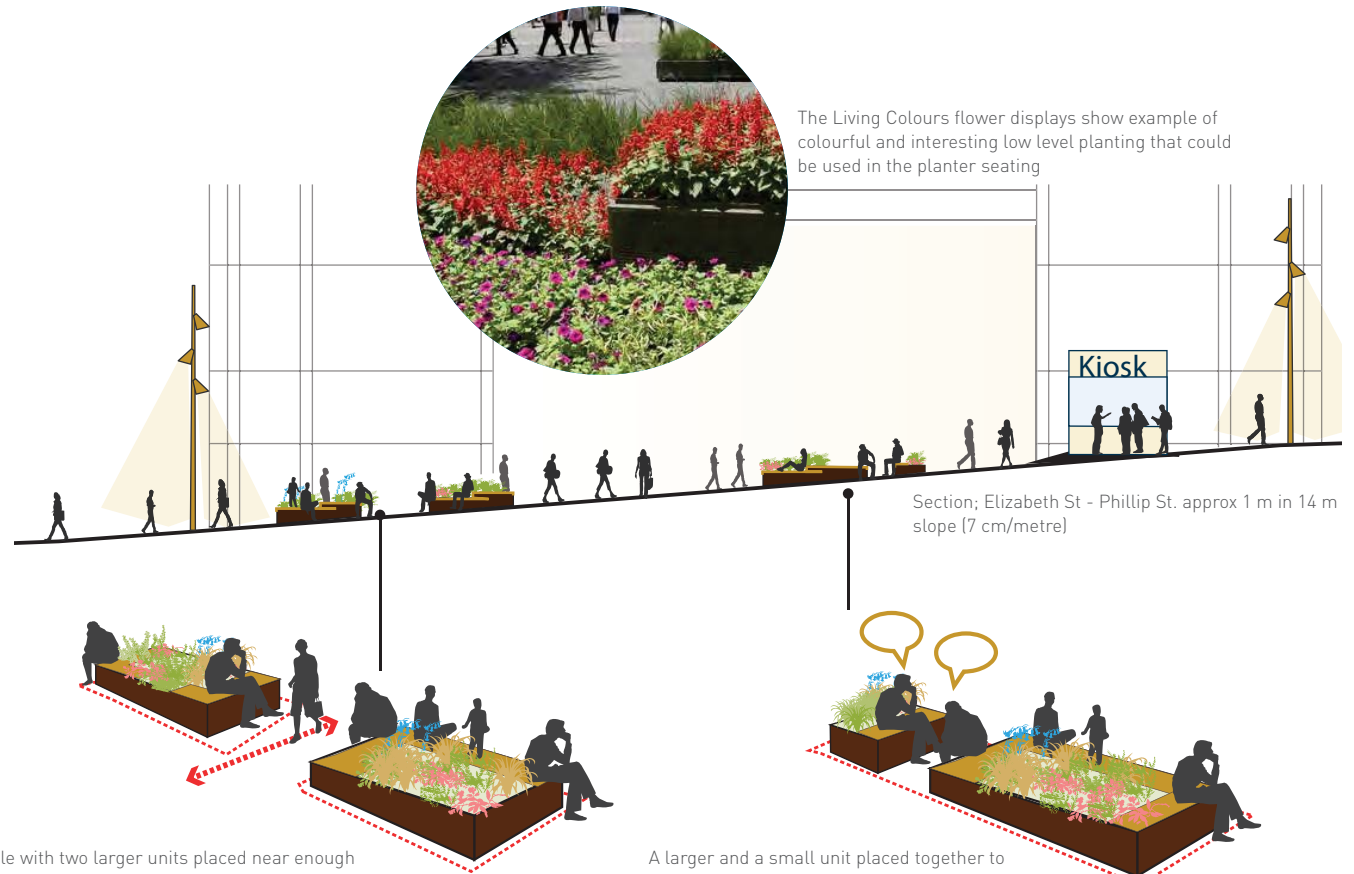 The Living Colours flower displays show example of
colourful and interesting low level planting that could
be used in the planter seating
Kiosk
Section; Elizabeth St - Phillip St. approx 1 m in 14 m
slope (7 cm/metre)
le with two larger units placed near enough
A larger and a small unit placed together to